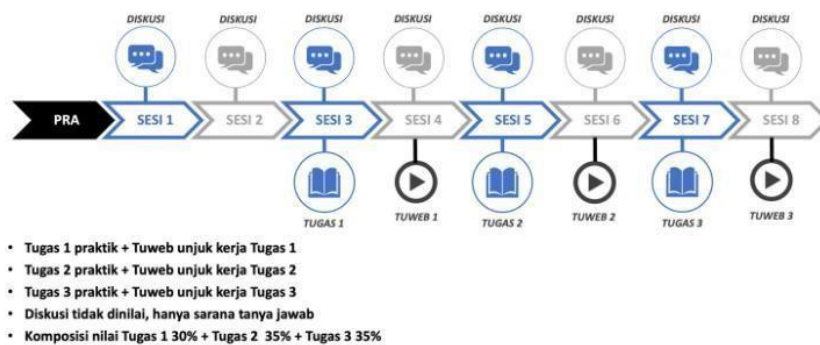 DISKUSI DISKUSI DISKUSI DISKUSI DISKUSI DISKUSI DISKUSI DISKUSI
PRA SESI 1 SESI 2 SESI 3 SESI 4 SESI 5 SESI 6 SESI 7 SESI 8
TUGAS 1 TUWEB 1 TUGAS 2 TUWEB 2 TUGAS 3 TUWEB 3
• Tugas 1 praktik + Tuweb unjuk kerja Tugas 1
• Tugas 2 praktik + Tuweb unjuk kerja Tugas 2
• Tugas 3 praktik + Tuweb unjuk kerja Tugas 3
• Diskusi tidak dinilai, hanya sarana tanya jawab
• Komposisi nilai Tugas 1 30% + Tugas 2 35% + Tugas 3 35%